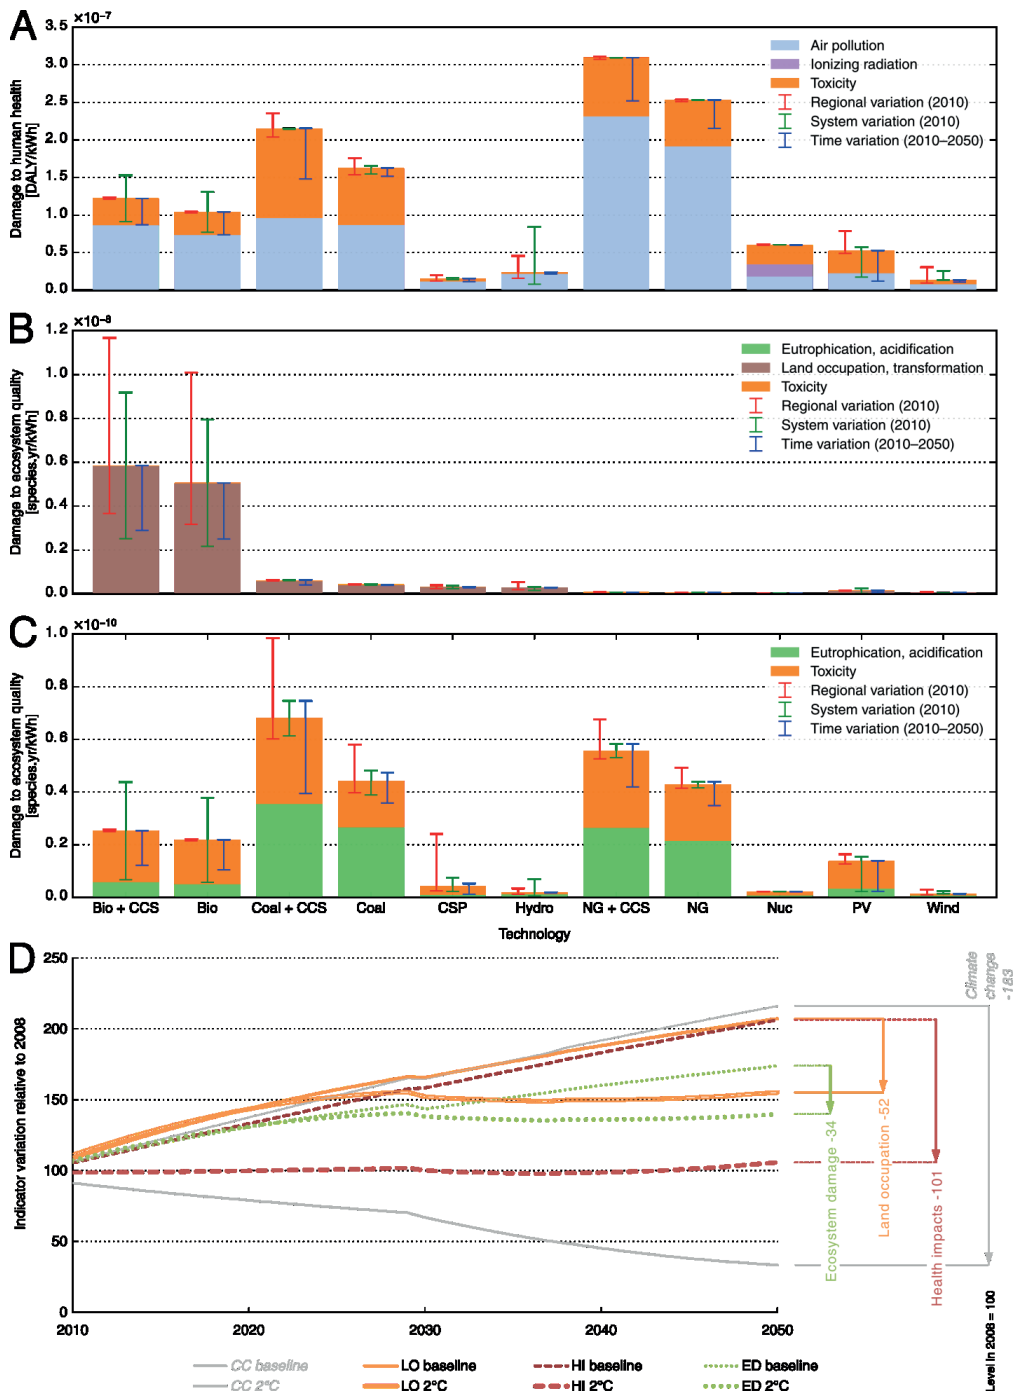 A
×10⁻⁷
3.5
3.0
2.5
2.0
1.5
1.0
0.5
0.0
Damage to human health
[DALY/kWh]
Air pollution
Ionizing radiation
Toxicity
Regional variation (2010)
System variation (2010)
Time variation (2010–2050)
B
×10⁻⁸
1.2
1.0
0.8
0.6
0.4
0.2
0.0
Damage to ecosystem quality
[species.yr/kWh]
Eutrophication, acidification
Land occupation, transformation
Toxicity
Regional variation (2010)
System variation (2010)
Time variation (2010–2050)
C
×10⁻¹⁰
1.0
0.8
0.6
0.4
0.2
0.0
Damage to ecosystem quality
[species.yr/kWh]
Eutrophication, acidification
Toxicity
Regional variation (2010)
System variation (2010)
Time variation (2010–2050)
Bio + CCS Bio Coal + CCS Coal CSP Hydro NG + CCS NG Nuc PV Wind
Technology
D
250
200
150
100
50
0
Indicator variation relative to 2008
2010 2020 2030 2040 2050
Climate
change
-183
Ecosystem damage -34
Land occupation -52
Health impacts -101
Level in 2008 = 100
CC baseline LO baseline HI baseline ED baseline
CC 2°C LO 2°C HI 2°C ED 2°C